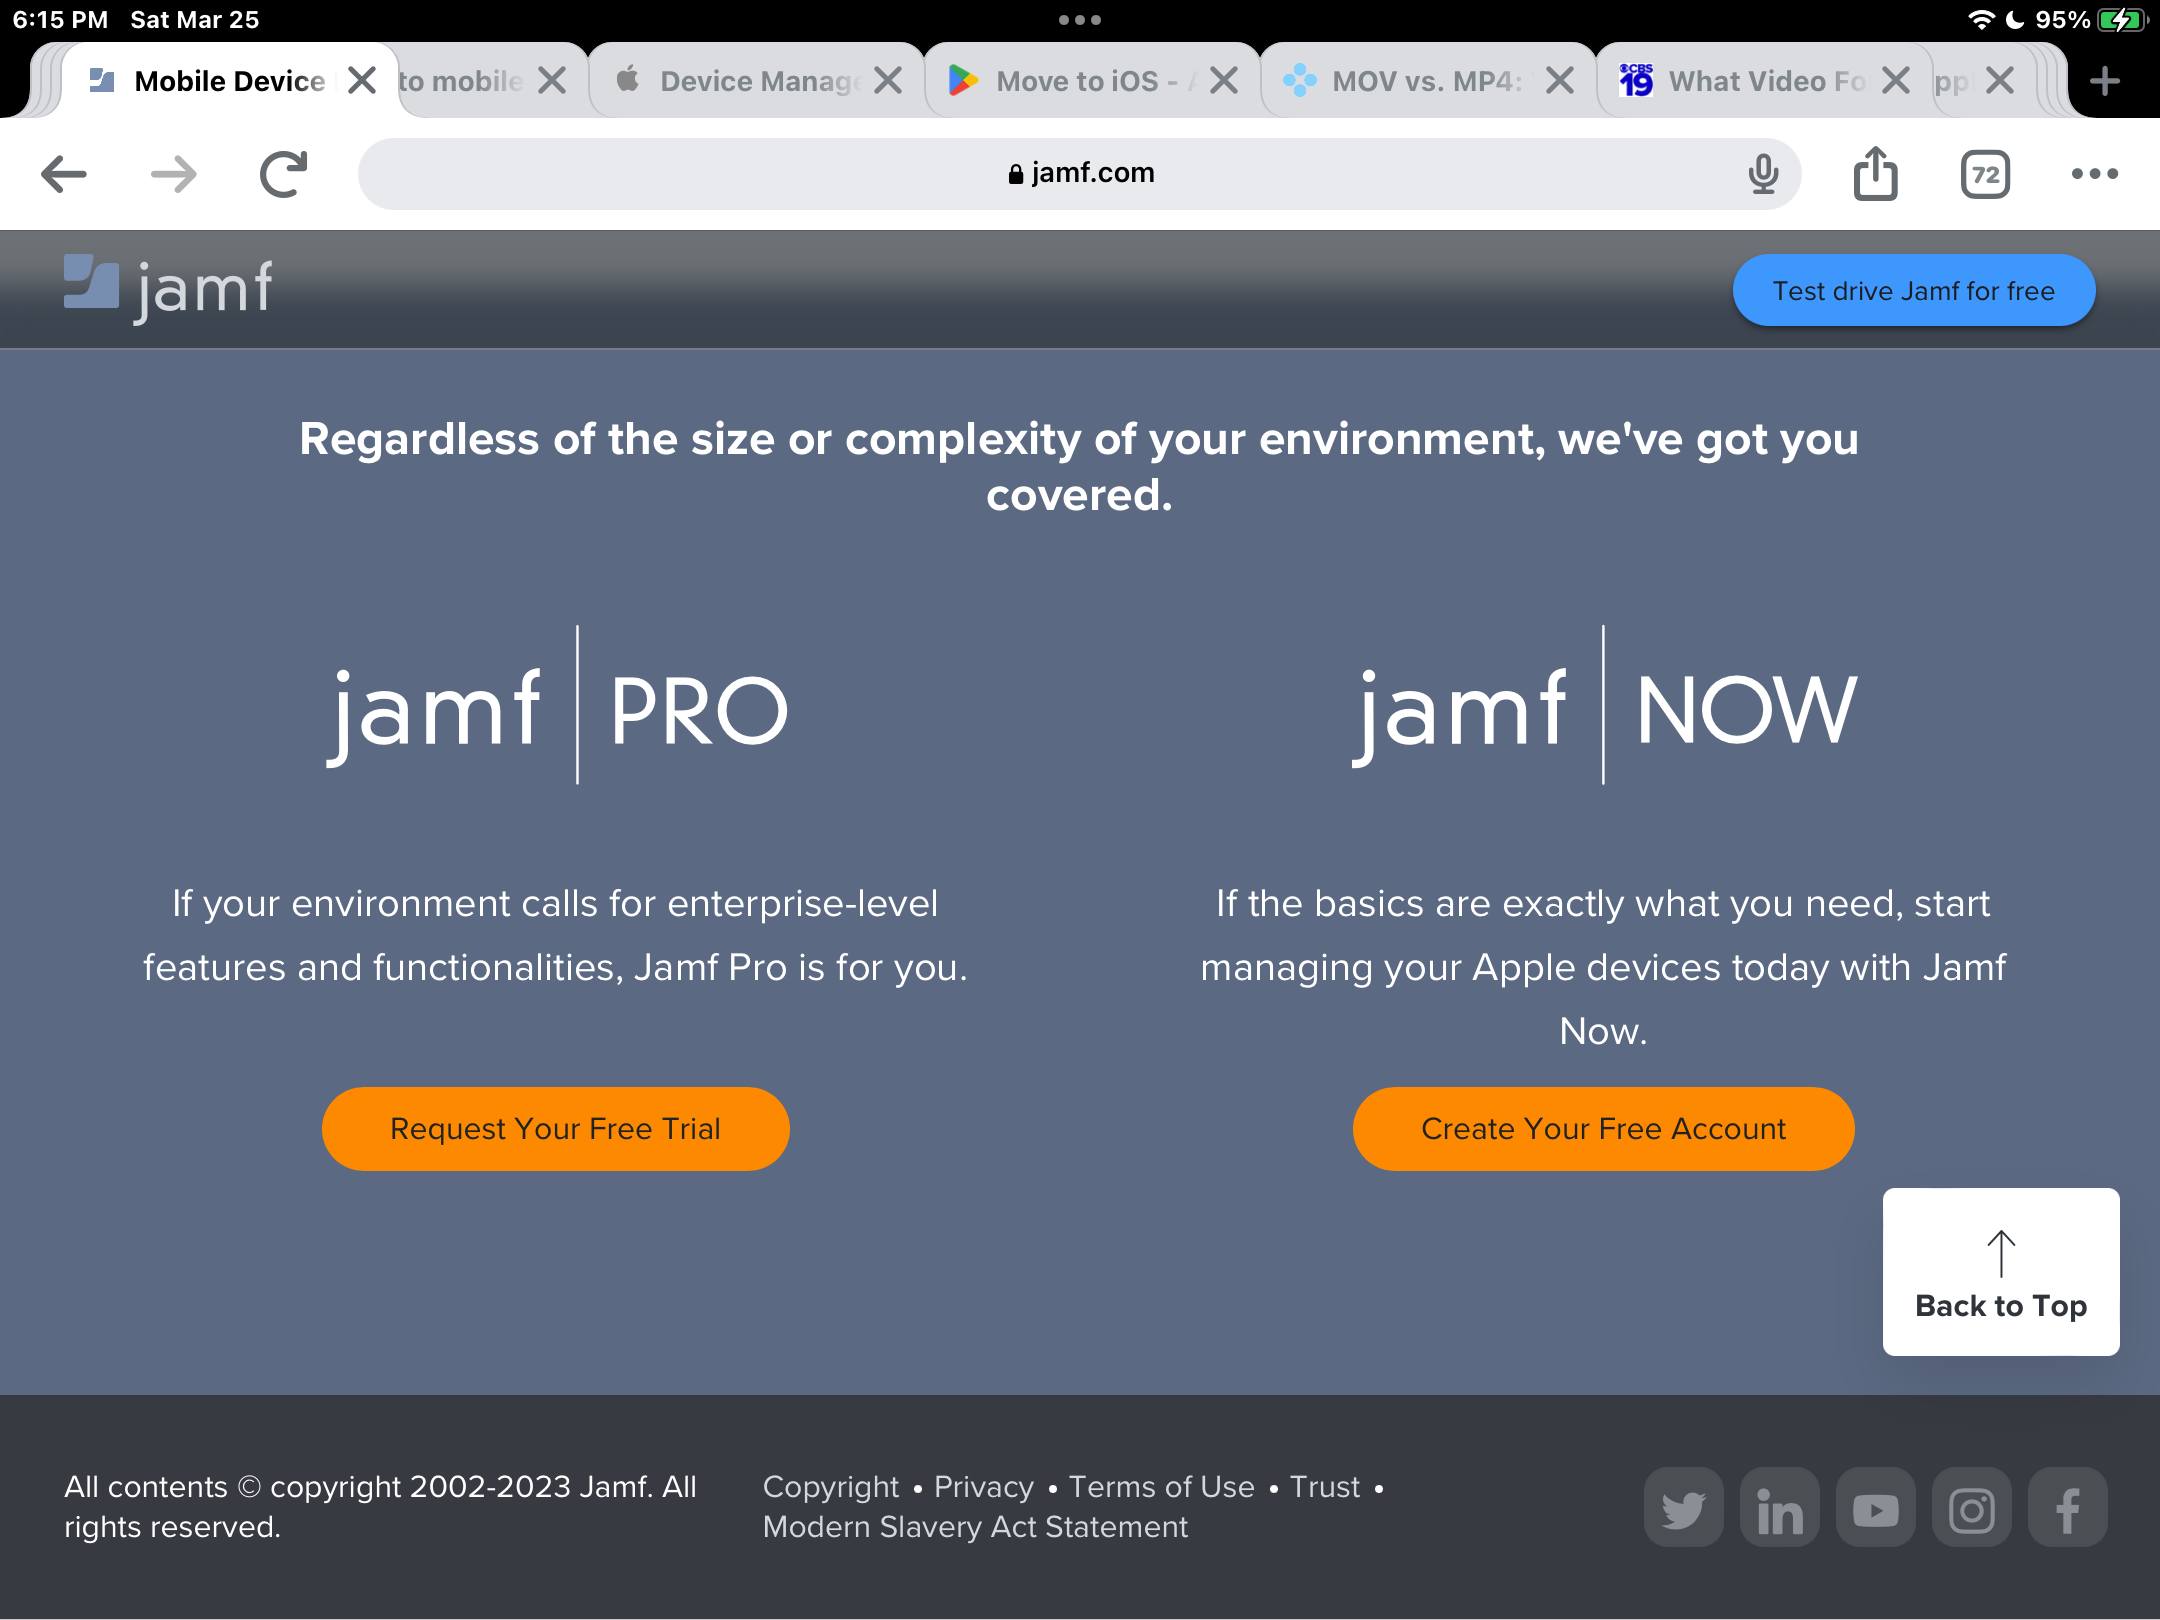 6:15 PM Sat Mar 25
95%
Mobile Device
to mobile
Device Manage
Move to iOS -
MOV vs. MP4:
CBS 19
What Video Fo
pp
jamf.com
72
jamf
Test drive Jamf for free
Regardless of the size or complexity of your environment, we've got you
covered.
jamf PRO
If your environment calls for enterprise-level
features and functionalities, Jamf Pro is for you.
Request Your Free Trial
jamf NOW
If the basics are exactly what you need, start
managing your Apple devices today with Jamf
Now.
Create Your Free Account
Back to Top
All contents © copyright 2002-2023 Jamf. All
rights reserved.
Copyright • Privacy • Terms of Use • Trust •
Modern Slavery Act Statement